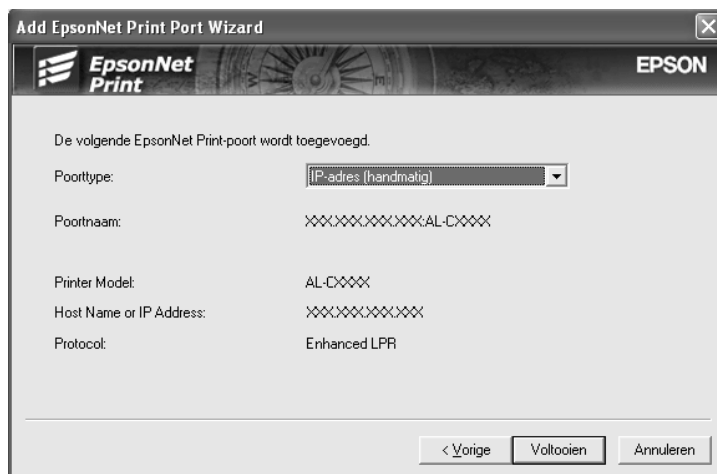 Add EpsonNet Print Port Wizard
EpsonNet
Print
EPSON
De volgende EpsonNet Print-poort wordt toegevoegd.
Poorttype: IP-adres (handmatig)
Poortnaam: XXX.XXX.XXX.XXX:AL-CXXXX
Printer Model: AL-CXXXX
Host Name or IP Address: XXX.XXX.XXX.XXX
Protocol: Enhanced LPR
< Vorige Voltooien Annuleren